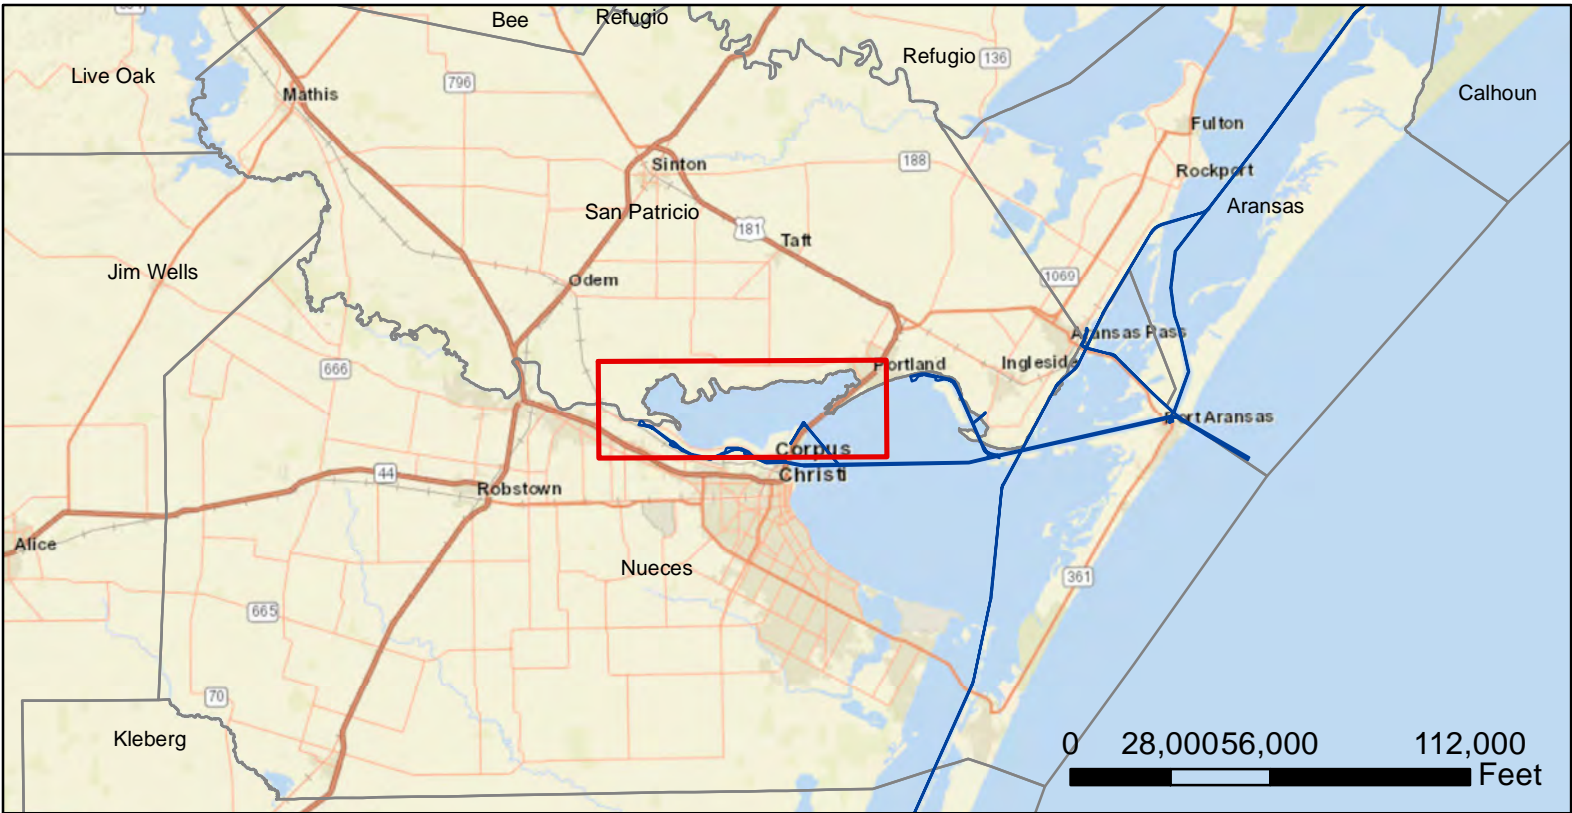 Bee
Refugio
Refugio
136
Live Oak
796
Mathis
Calhoun
Fulton
Sinton
188
Rockport
San Patricio
Aransas
181
Taft
Jim Wells
Odem
1069
Aransas Pass
666
Portland
Ingleside
Port Aransas
Corpus
Christi
44
Robstown
Alice
Nueces
361
665
70
Kleberg
0 28,000 56,000 112,000
Feet